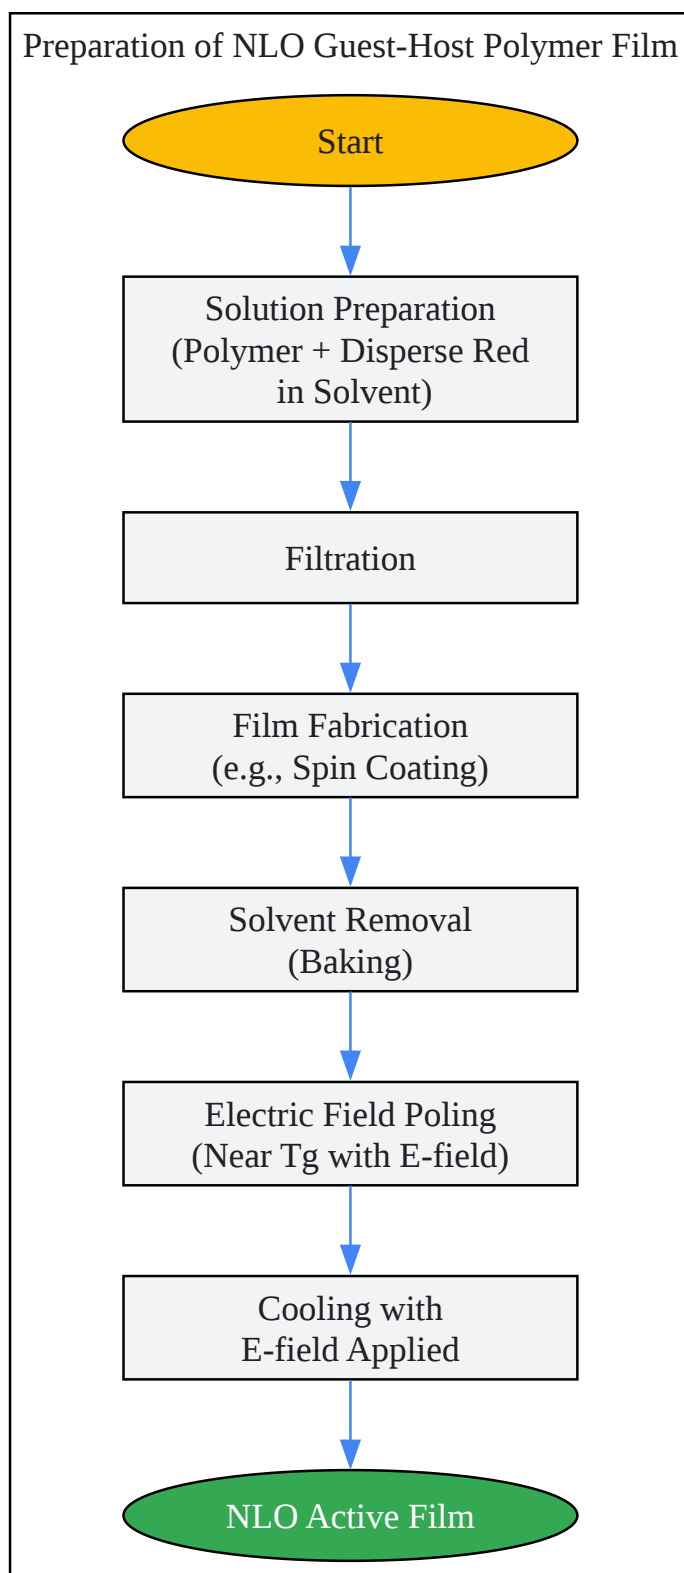 Preparation of NLO Guest-Host Polymer Film
Start
Solution Preparation
(Polymer + Disperse Red
in Solvent)
Filtration
Film Fabrication
(e.g., Spin Coating)
Solvent Removal
(Baking)
Electric Field Poling
(Near Tg with E-field)
Cooling with
E-field Applied
NLO Active Film